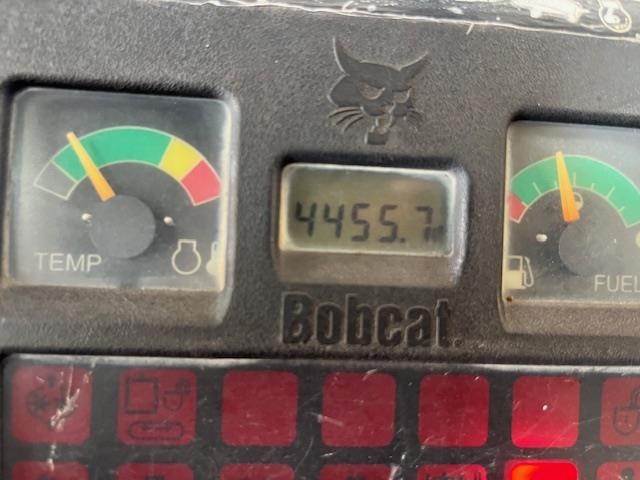 TEMP
4455.7
FUEL
Bobcat